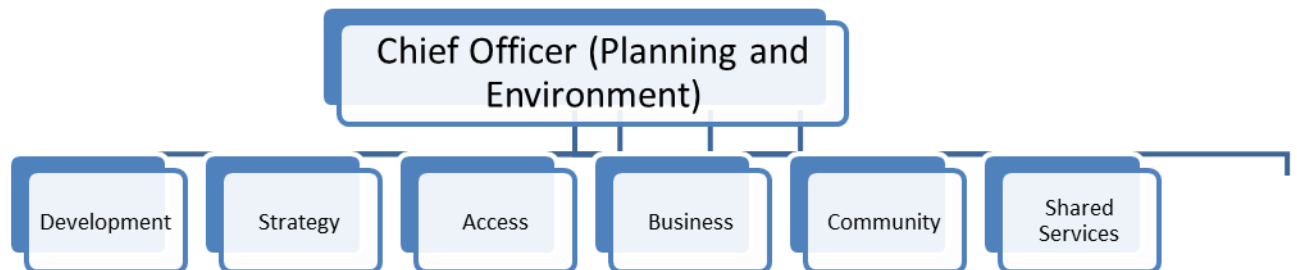 Chief Officer (Planning and
Environment)
Development
Strategy
Access
Business
Community
Shared
Services